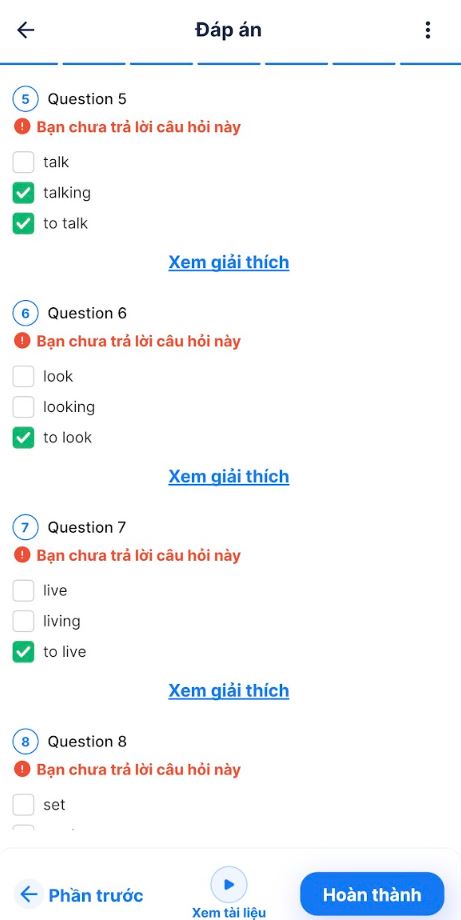 Đáp án
5 Question 5
Bạn chưa trả lời câu hỏi này
talk
talking
to talk
Xem giải thích
6 Question 6
Bạn chưa trả lời câu hỏi này
look
looking
to look
Xem giải thích
7 Question 7
Bạn chưa trả lời câu hỏi này
live
living
to live
Xem giải thích
8 Question 8
Bạn chưa trả lời câu hỏi này
set
Phần trước
Xem tài liệu
Hoàn thành